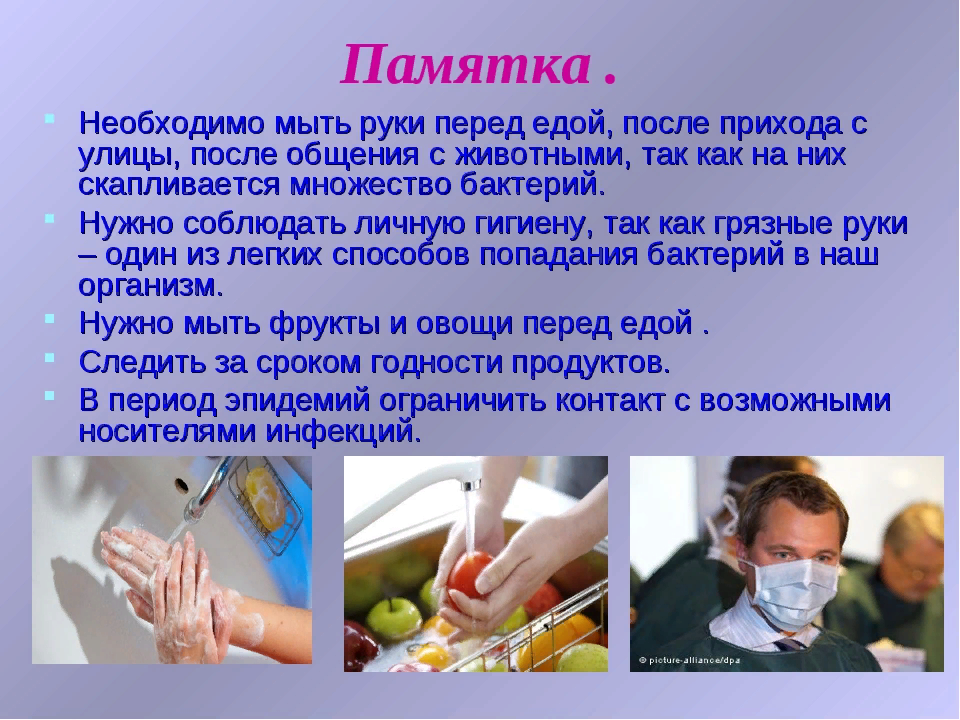 Памятка .
Необходимо мыть руки перед едой, после прихода с
улицы, после общения с животными, так как на них
скапливается множество бактерий.
Нужно соблюдать личную гигиену, так как грязные руки
– один из легких способов попадания бактерий в наш
организм.
Нужно мыть фрукты и овощи перед едой .
Следить за сроком годности продуктов.
В период эпидемий ограничить контакт с возможными
носителями инфекций.
© picture-alliance/dpa